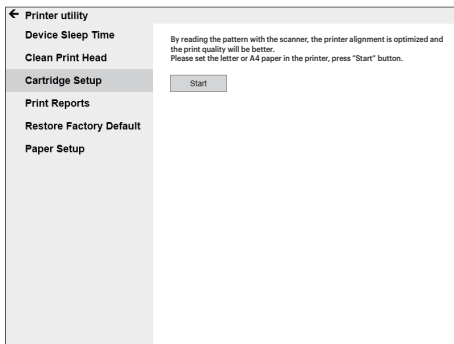 ← Printer utility
Device Sleep Time
Clean Print Head
Cartridge Setup
Print Reports
Restore Factory Default
Paper Setup
By reading the pattern with the scanner, the printer alignment is optimized and
the print quality will be better.
Please set the letter or A4 paper in the printer, press “Start” button.
Start